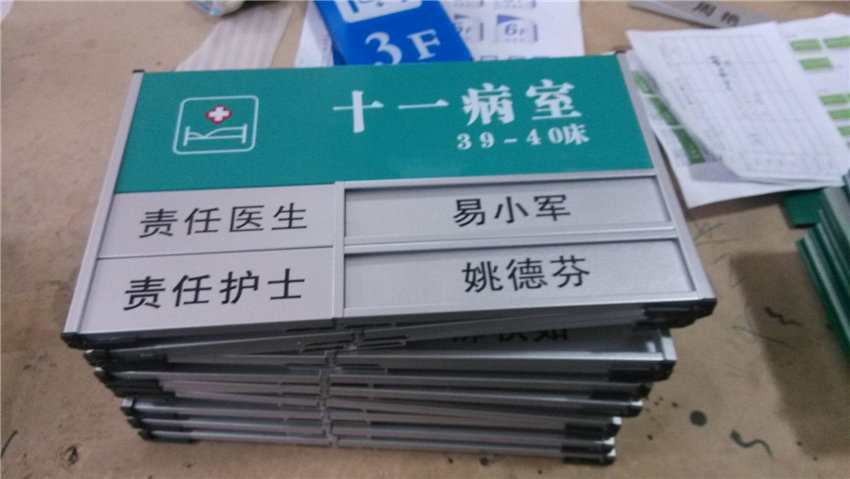 3F
6F
十一病室
39-40床
责任医生
易小军
责任护士
姚德芬